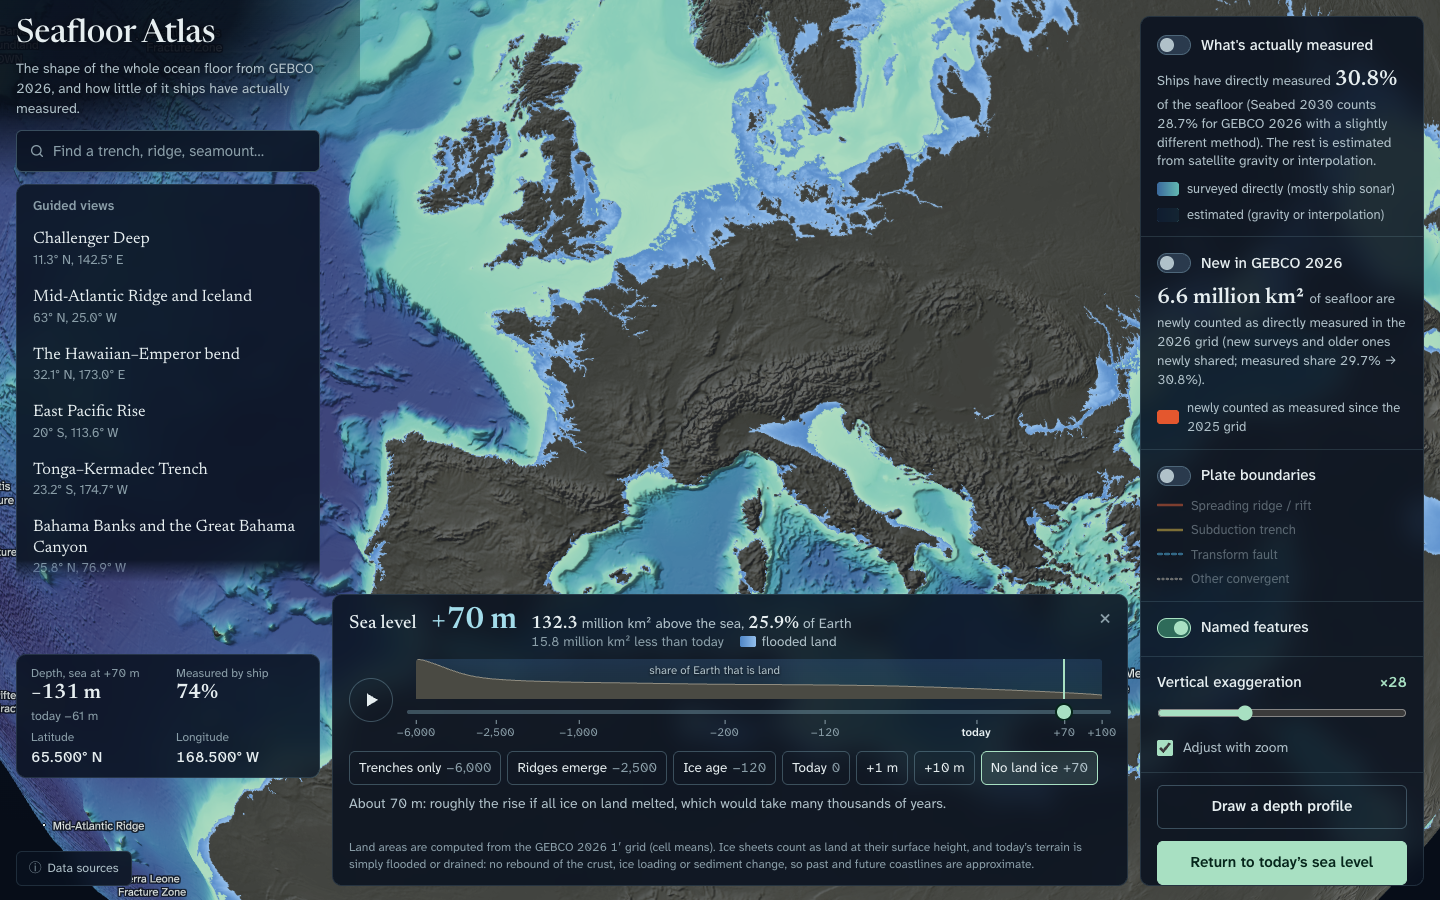 Seafloor Atlas
Fracture Zone
The shape of the whole ocean floor from GEBCO
2026, and how little of it ships have actually
measured.
Find a trench, ridge, seamount...
Guided views
Challenger Deep
11.3° N, 142.5° E
Mid-Atlantic Ridge and Iceland
63° N, 25.0° W
The Hawaiian–Emperor bend
32.1° N, 173.0° E
East Pacific Rise
20° S, 113.6° W
Tonga–Kermadec Trench
23.2° S, 174.7° W
Bahama Banks and the Great Bahama
Canyon
25.8° N, 76.9° W
Depth, sea at +70 m
−131 m
today −61 m
Measured by ship
74%
Latitude
65.500° N
Longitude
168.500° W
Mid-Atlantic Ridge
ⓘ Data sources
erra Leone
Fracture Zone
Sea level +70 m
132.3 million km² above the sea, 25.9% of Earth
15.8 million km² less than today
flooded land
×
share of Earth that is land
−6,000 −2,500 −1,000 −200 −120 today +70 +100
Trenches only −6,000
Ridges emerge −2,500
Ice age −120
Today 0
+1 m
+10 m
No land ice +70
About 70 m: roughly the rise if all ice on land melted, which would take many thousands of years.
Land areas are computed from the GEBCO 2026 1′ grid (cell means). Ice sheets count as land at their surface height, and today's terrain is
simply flooded or drained: no rebound of the crust, ice loading or sediment change, so past and future coastlines are approximate.
What's actually measured
Ships have directly measured 30.8%
of the seafloor (Seabed 2030 counts
28.7% for GEBCO 2026 with a slightly
different method). The rest is estimated
from satellite gravity or interpolation.
surveyed directly (mostly ship sonar)
estimated (gravity or interpolation)
New in GEBCO 2026
6.6 million km² of seafloor are
newly counted as directly measured in the
2026 grid (new surveys and older ones
newly shared; measured share 29.7% →
30.8%).
newly counted as measured since the
2025 grid
Plate boundaries
Spreading ridge / rift
Subduction trench
Transform fault
Other convergent
Named features
Vertical exaggeration ×28
Adjust with zoom
Draw a depth profile
Return to today's sea level